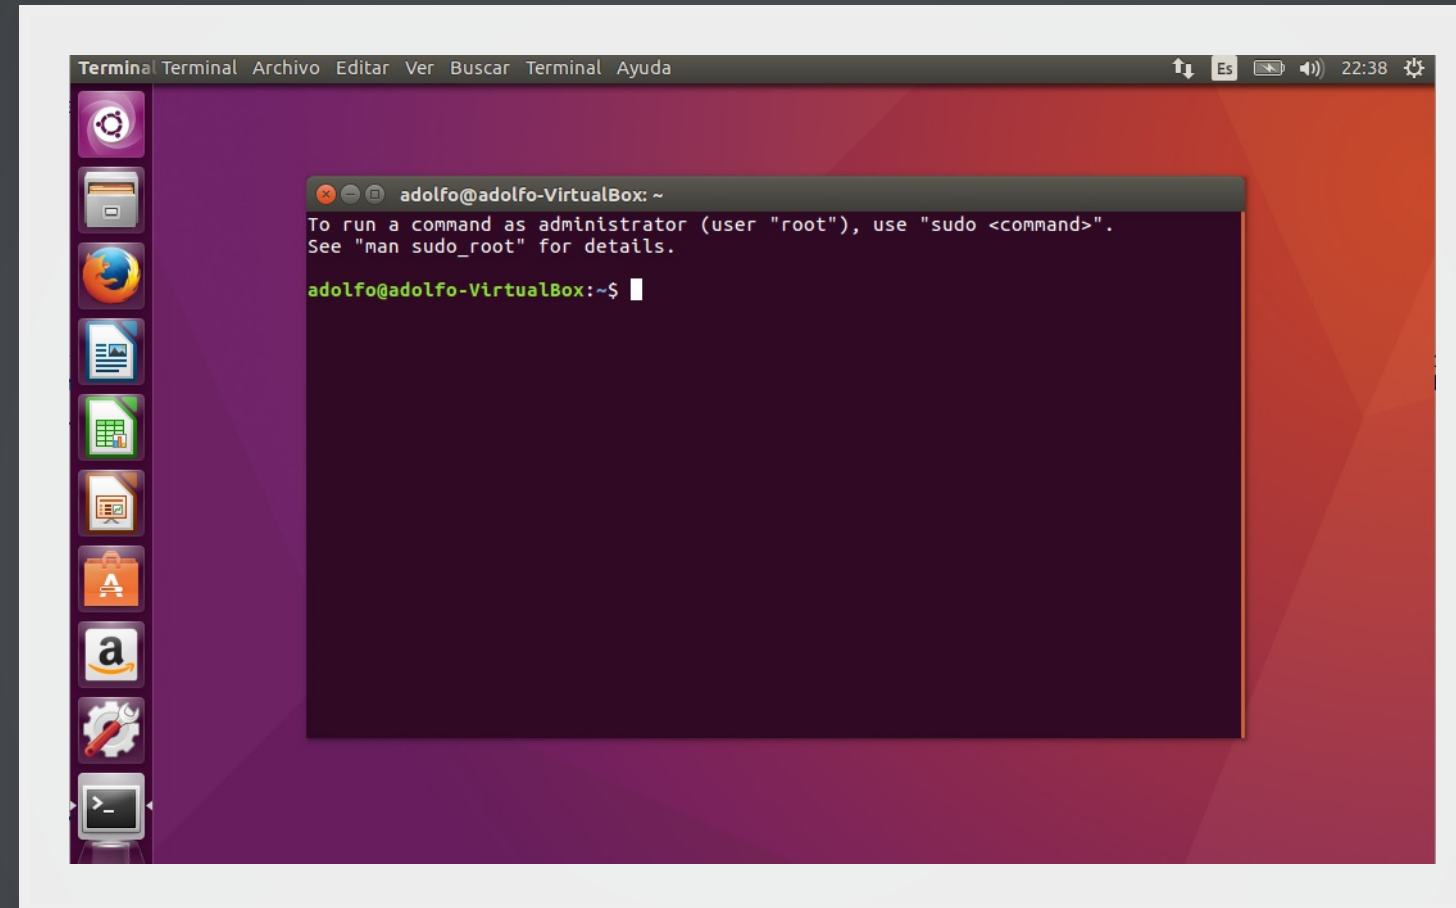 Terminal Terminal Archivo Editar Ver Buscar Terminal Ayuda Es 22:38
adolfo@adolfo-VirtualBox: ~
To run a command as administrator (user "root"), use "sudo <command>".
See "man sudo_root" for details.
adolfo@adolfo-VirtualBox:~$